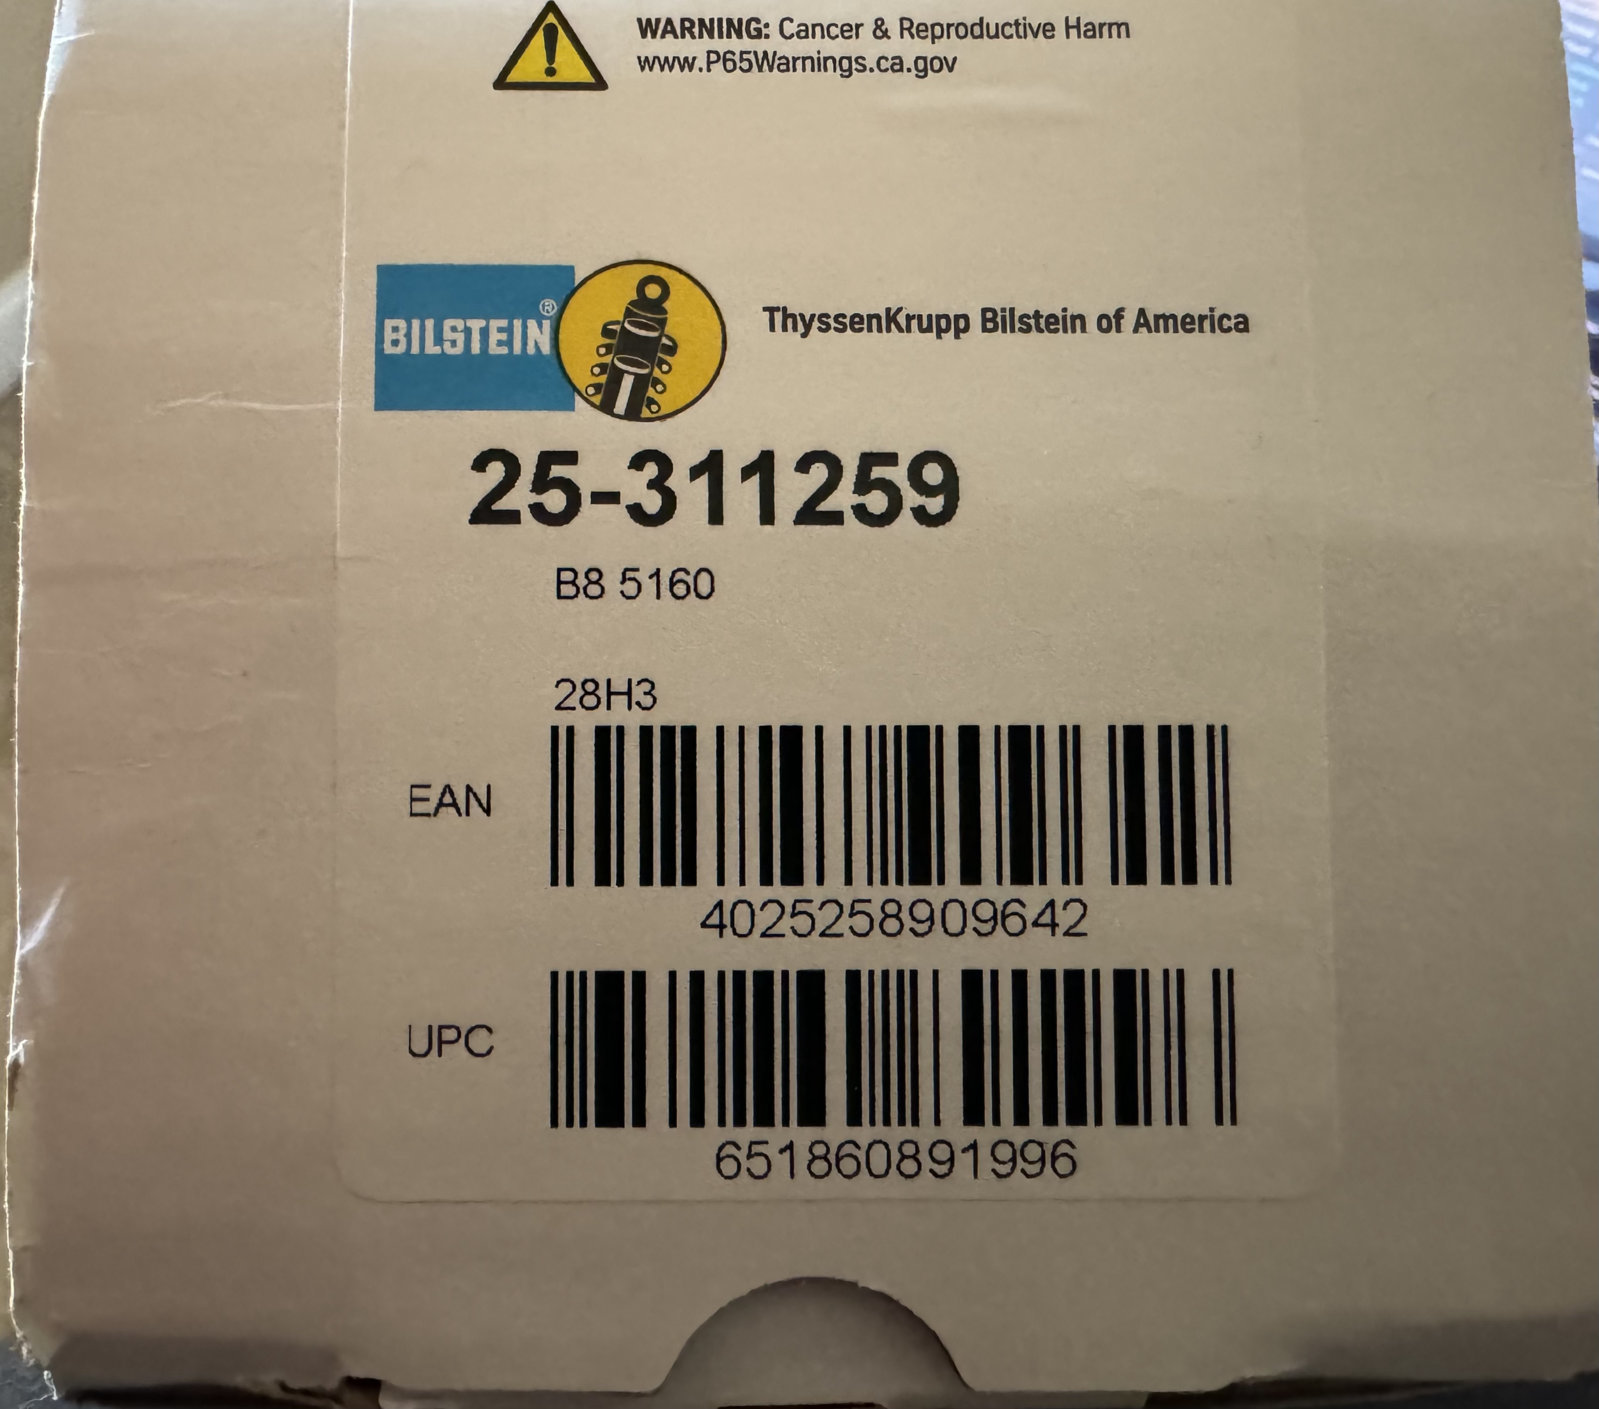 WARNING: Cancer & Reproductive Harm
www.P65Warnings.ca.gov
BILSTEIN®
ThyssenKrupp Bilstein of America
25-311259
B8 5160
28H3
EAN
4025258909642
UPC
651860891996